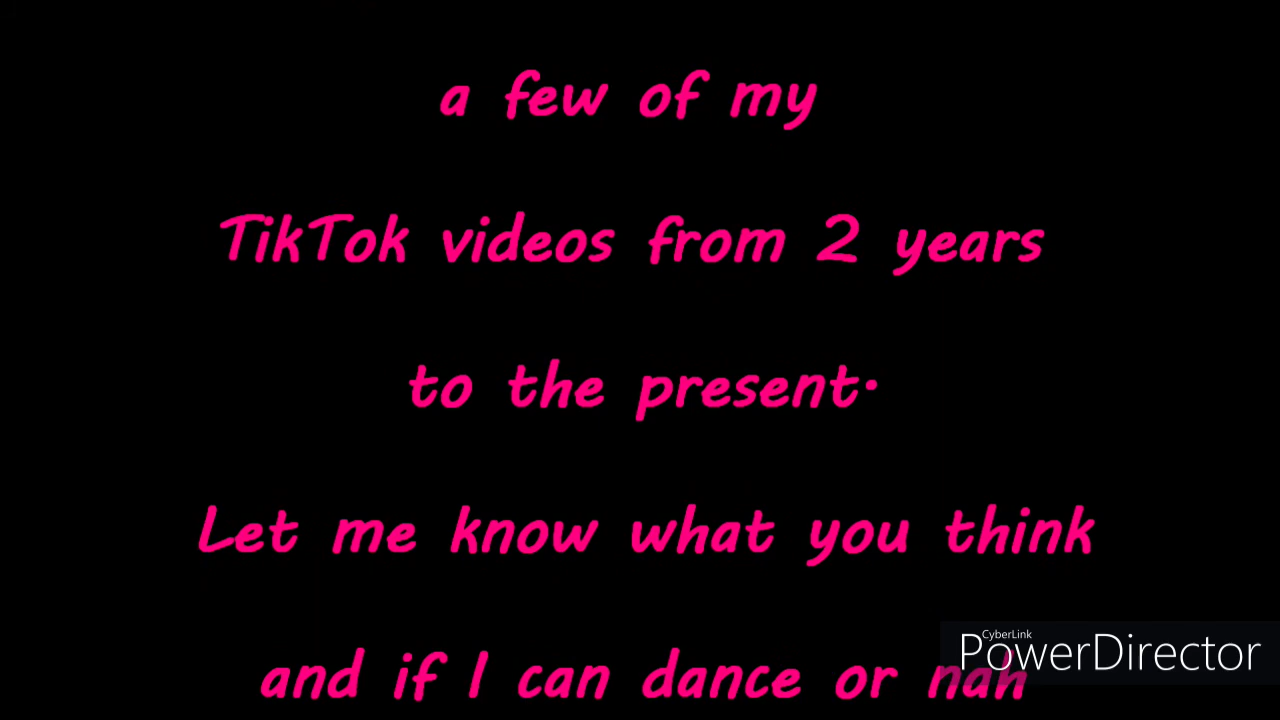 a few of my
TikTok videos from 2 years
to the present.
Let me know what you think
CyberLink
PowerDirector
and if I can dance or nah